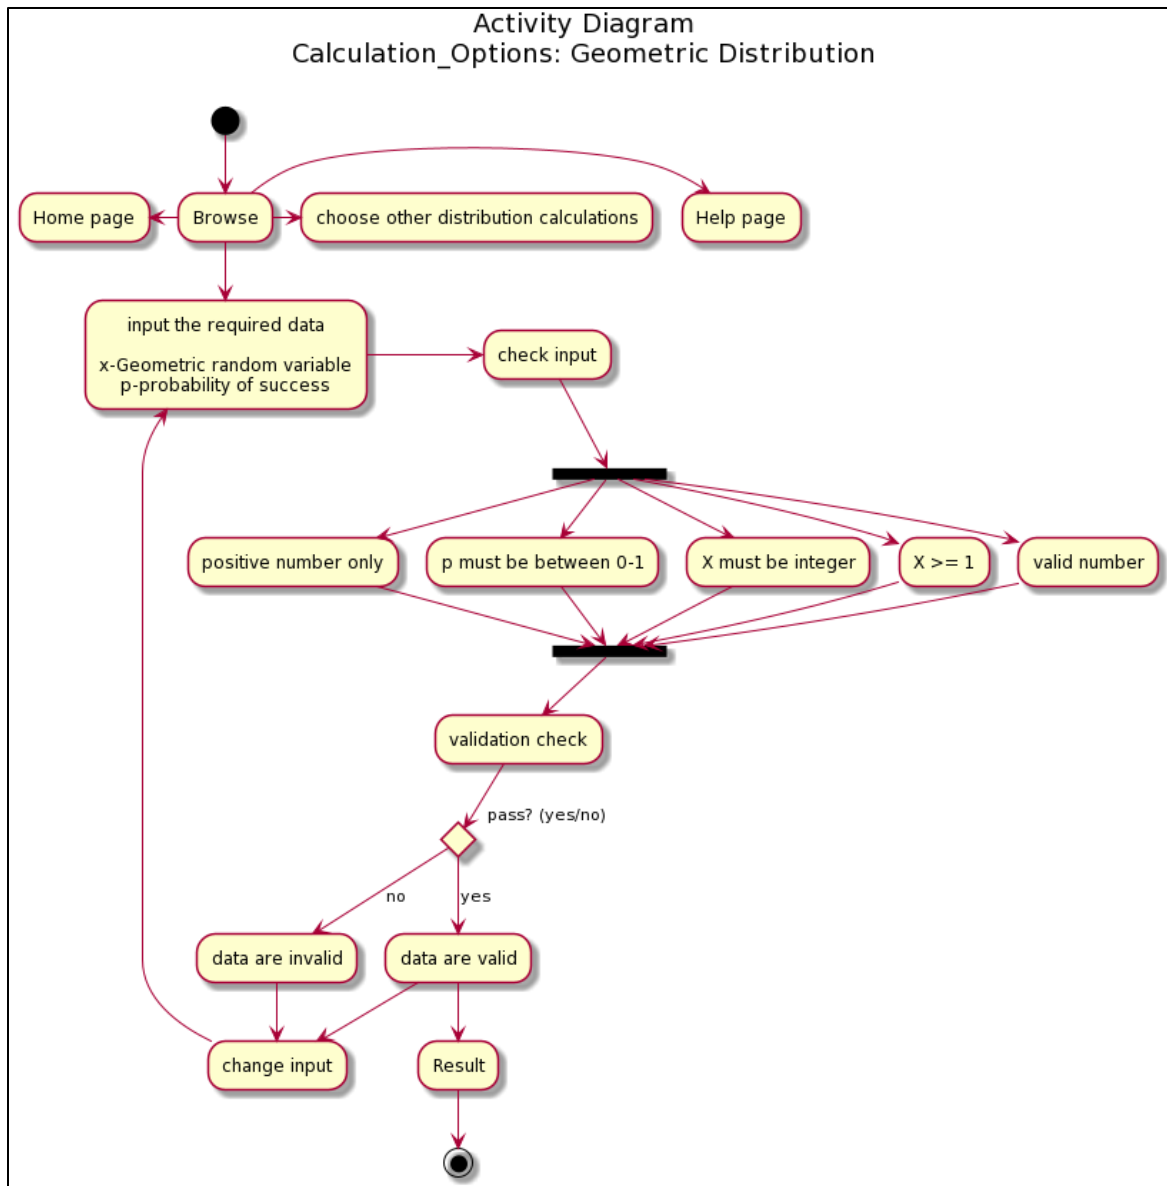 Activity Diagram
Calculation_Options: Geometric Distribution
Home page
Browse
choose other distribution calculations
Help page
input the required data
x-Geometric random variable
p-probability of success
check input
positive number only
p must be between 0-1
X must be integer
X >= 1
valid number
validation check
pass? (yes/no)
no
yes
data are invalid
data are valid
change input
Result